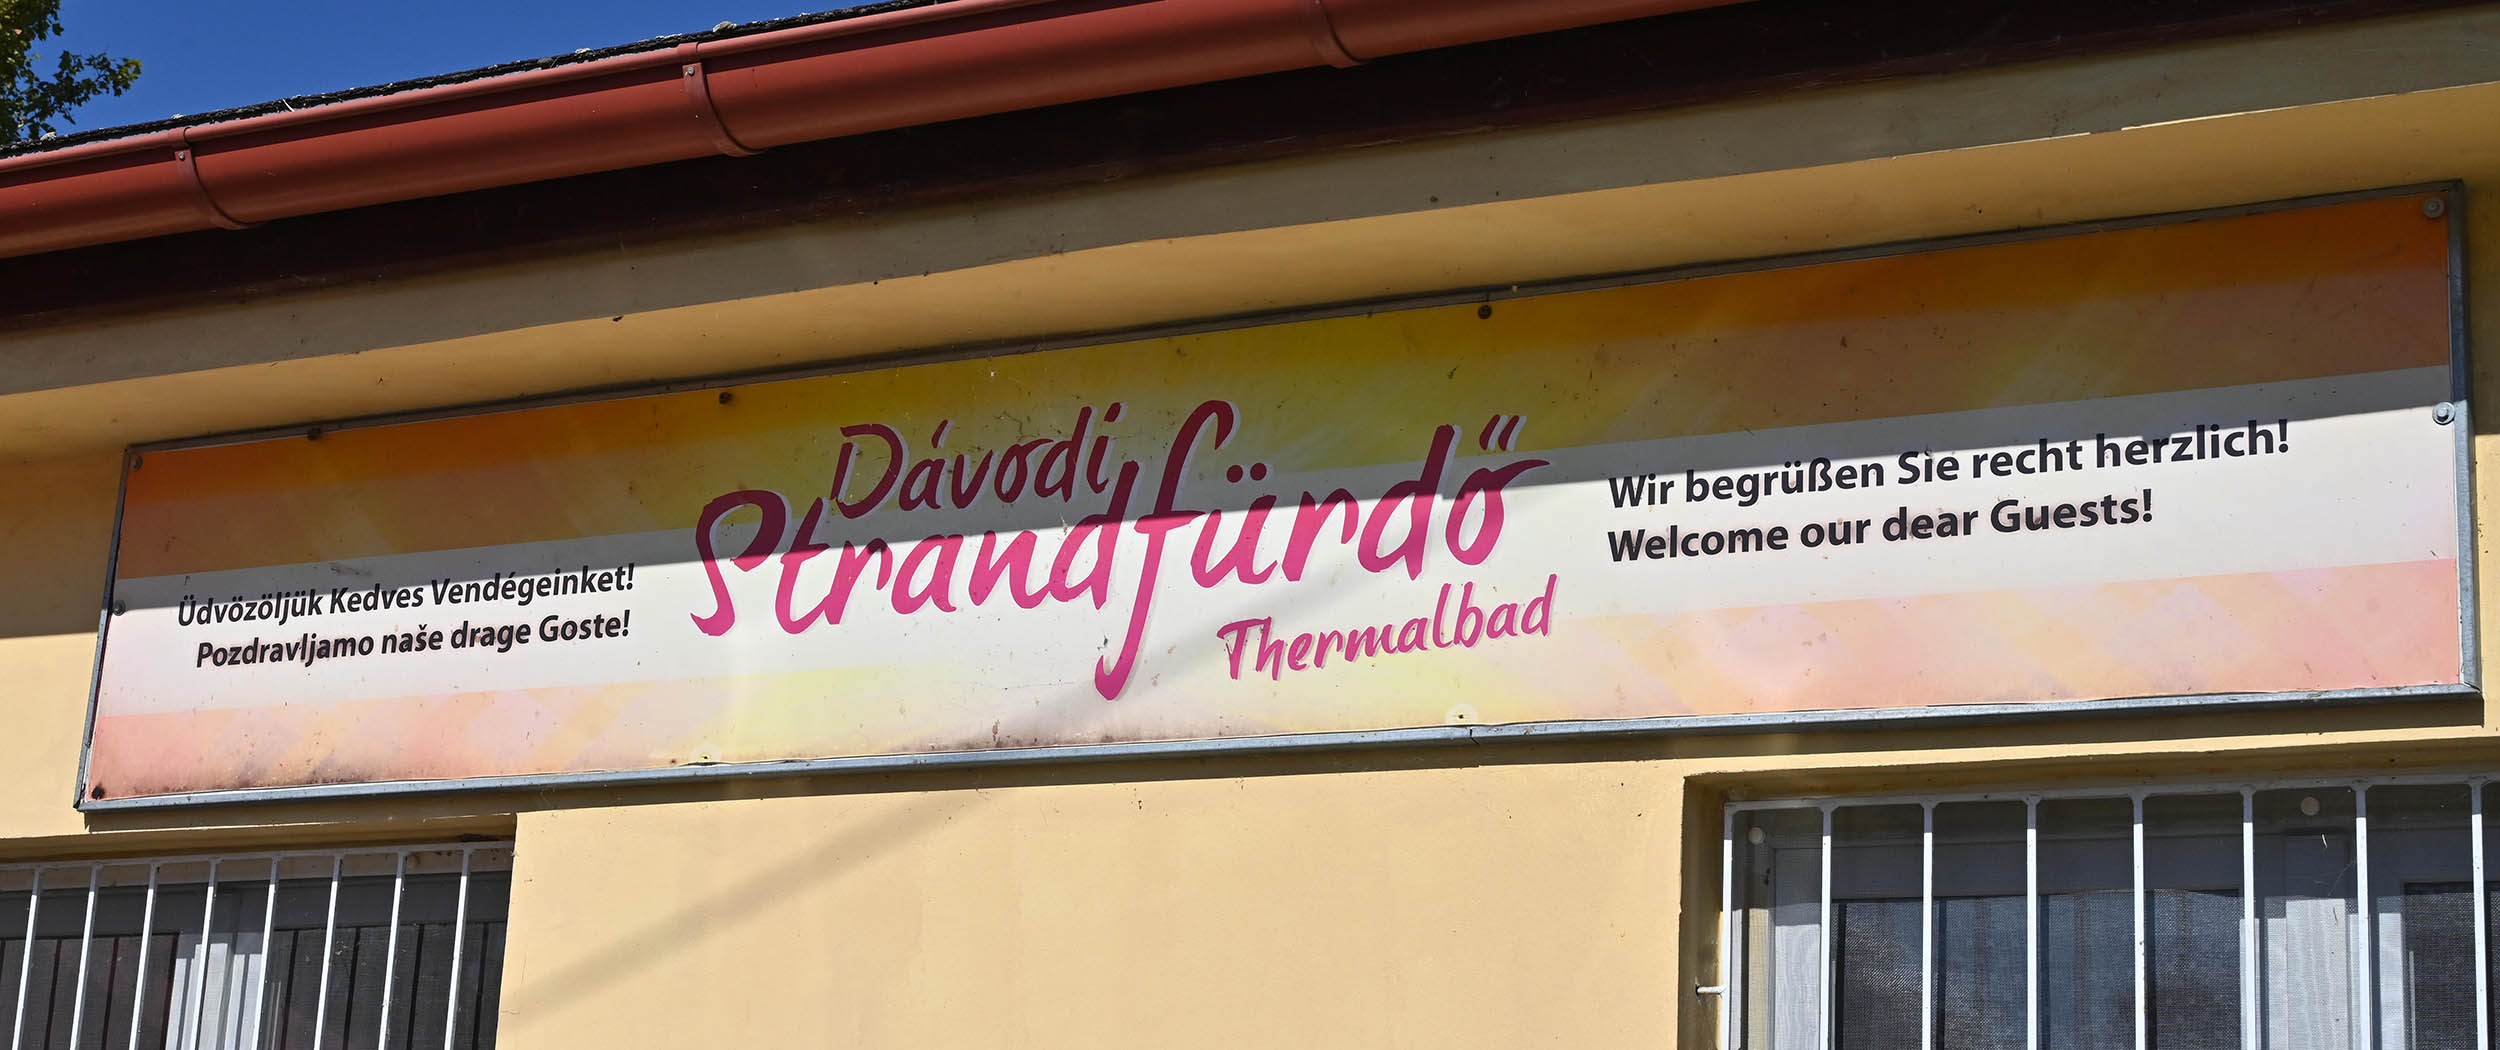 Üdvözöljük Kedves Vendégeinket!
Pozdravljamo naše drage Goste!
Dávodi
Strandfürdő
Thermalbad
Wir begrüßen Sie recht herzlich!
Welcome our dear Guests!